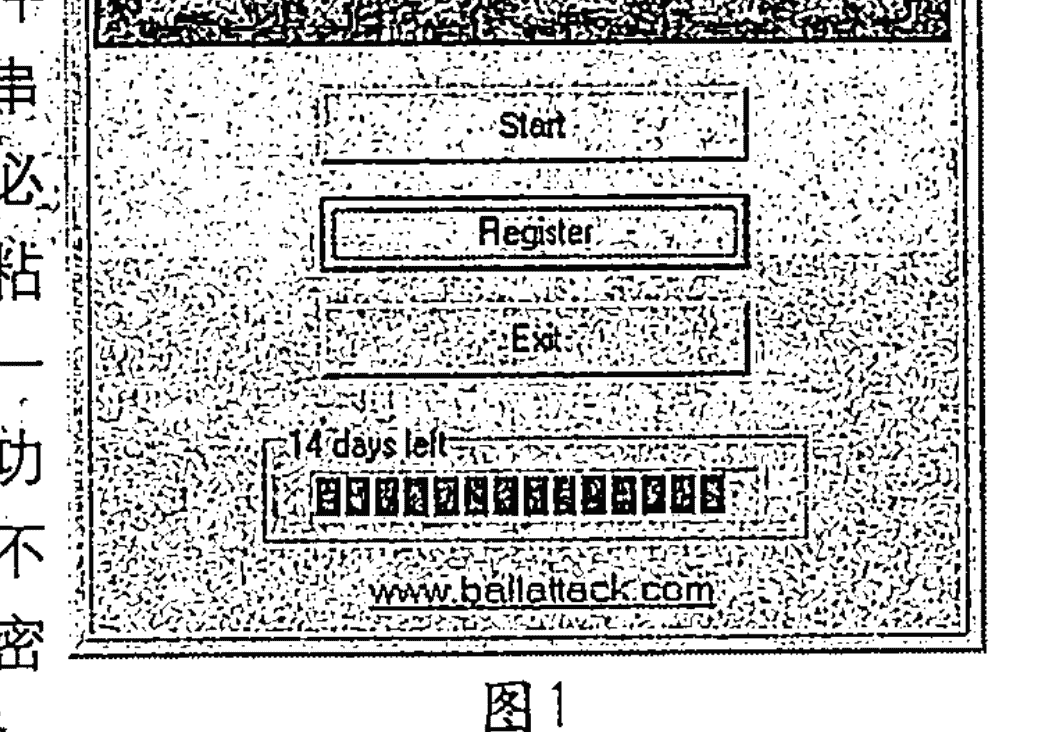 串
必
粘
一
功
不
密
Start
Register
Exit
14 days left
www.ballattack.com
图1